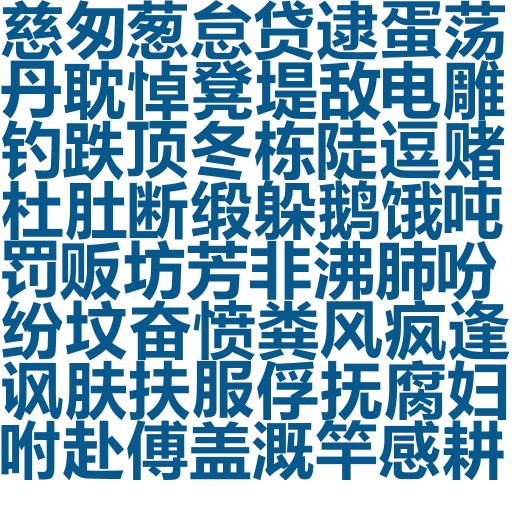 慈匆葱怠贷逮蛋荡
丹耽悼凳堤敌电雕
钓跌顶冬栋陡逗赌
杜肚断缎躲鹅饿吨
罚贩坊芳非沸肺吩
纷坟奋愤粪风疯逢
讽肤扶服俘抚腐妇
咐赴傅盖溉竿感耕